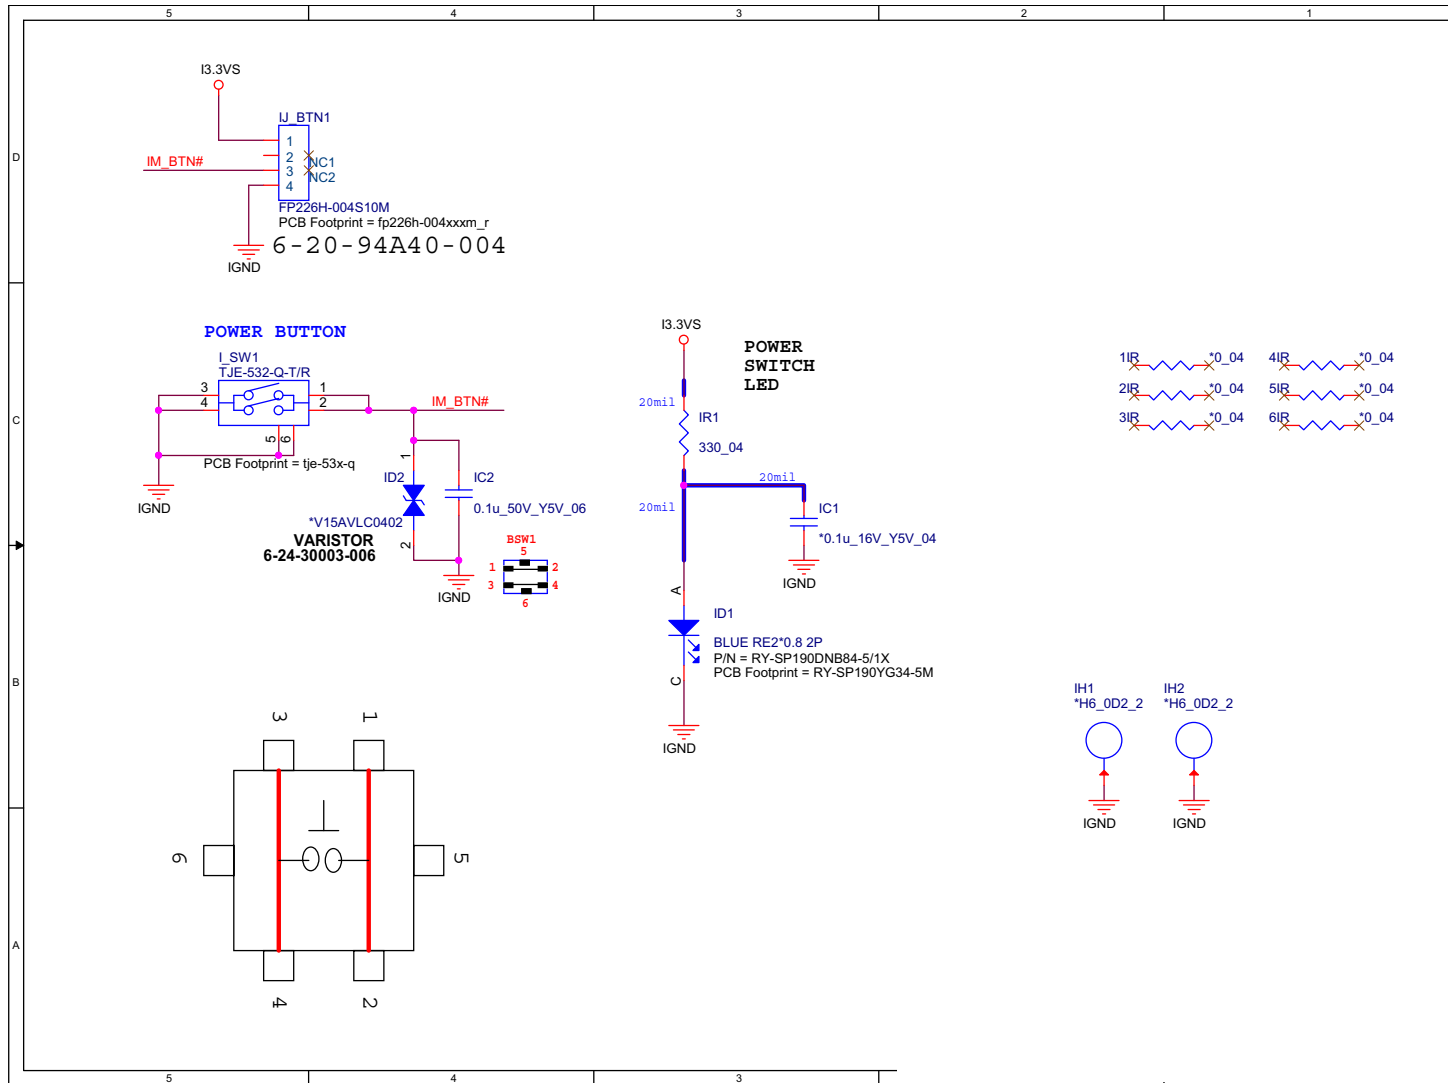 5 4 3 2 1
D
C
B
A
I3.3VS
IJ_BTN1
1
2
3
4
NC1
NC2
IM_BTN#
FP226H-004S10M
PCB Footprint = fp226h-004xxxm_r
6-20-94A40-004
IGND
POWER BUTTON
I_SW1
TJE-532-Q-T/R
3
4
1
2
5
6
IM_BTN#
PCB Footprint = tje-53x-q
IGND
1
ID2
*V15AVLC0402
2
VARISTOR
6-24-30003-006
IC2
0.1u_50V_Y5V_06
IGND
BSW1
5
1 2
3 4
6
I3.3VS
POWER
SWITCH
LED
20mil
IR1
330_04
20mil
20mil
IC1
*0.1u_16V_Y5V_04
IGND
A
ID1
BLUE RE2*0.8 2P
P/N = RY-SP190DNB84-5/1X
PCB Footprint = RY-SP190YG34-5M
C
IGND
1IR *0_04 4IR *0_04
2IR *0_04 5IR *0_04
3IR *0_04 6IR *0_04
IH1
*H6_0D2_2
IGND
IH2
*H6_0D2_2
IGND
3 1
6 5
4 2
5 4 3